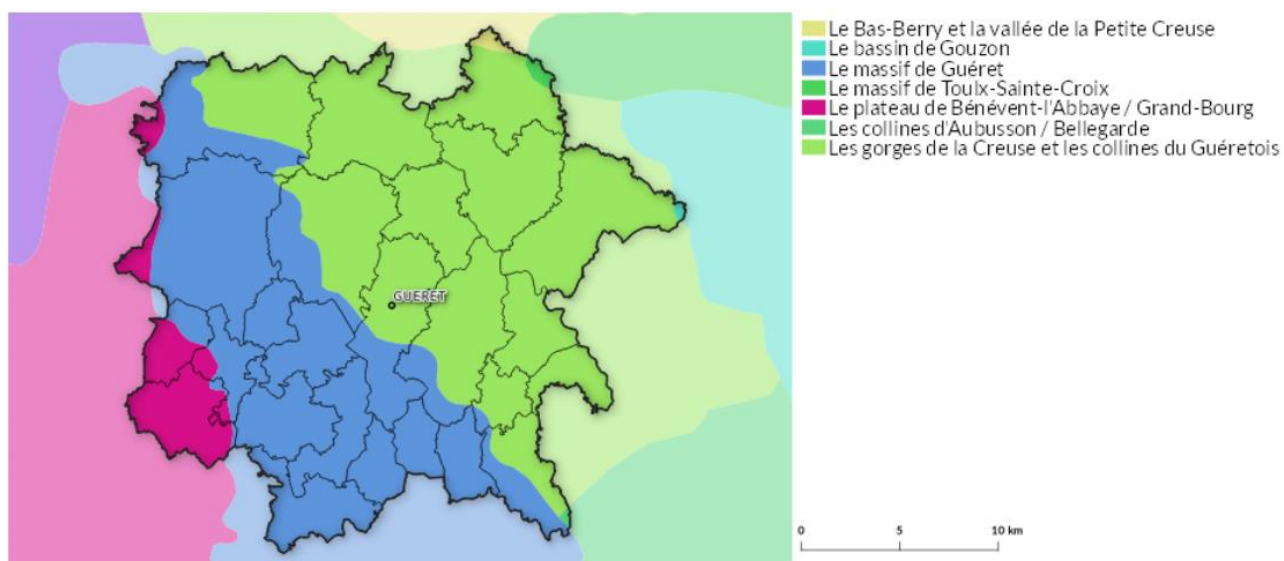 Le Bas-Berry et la vallée de la Petite Creuse
Le bassin de Gouzon
Le massif de Guéret
Le massif de Toulx-Sainte-Croix
Le plateau de Bénévent-l'Abbaye / Grand-Bourg
Les collines d'Aubusson / Bellegarde
Les gorges de la Creuse et les collines du Guéretois
GUERET
0 5 10 km